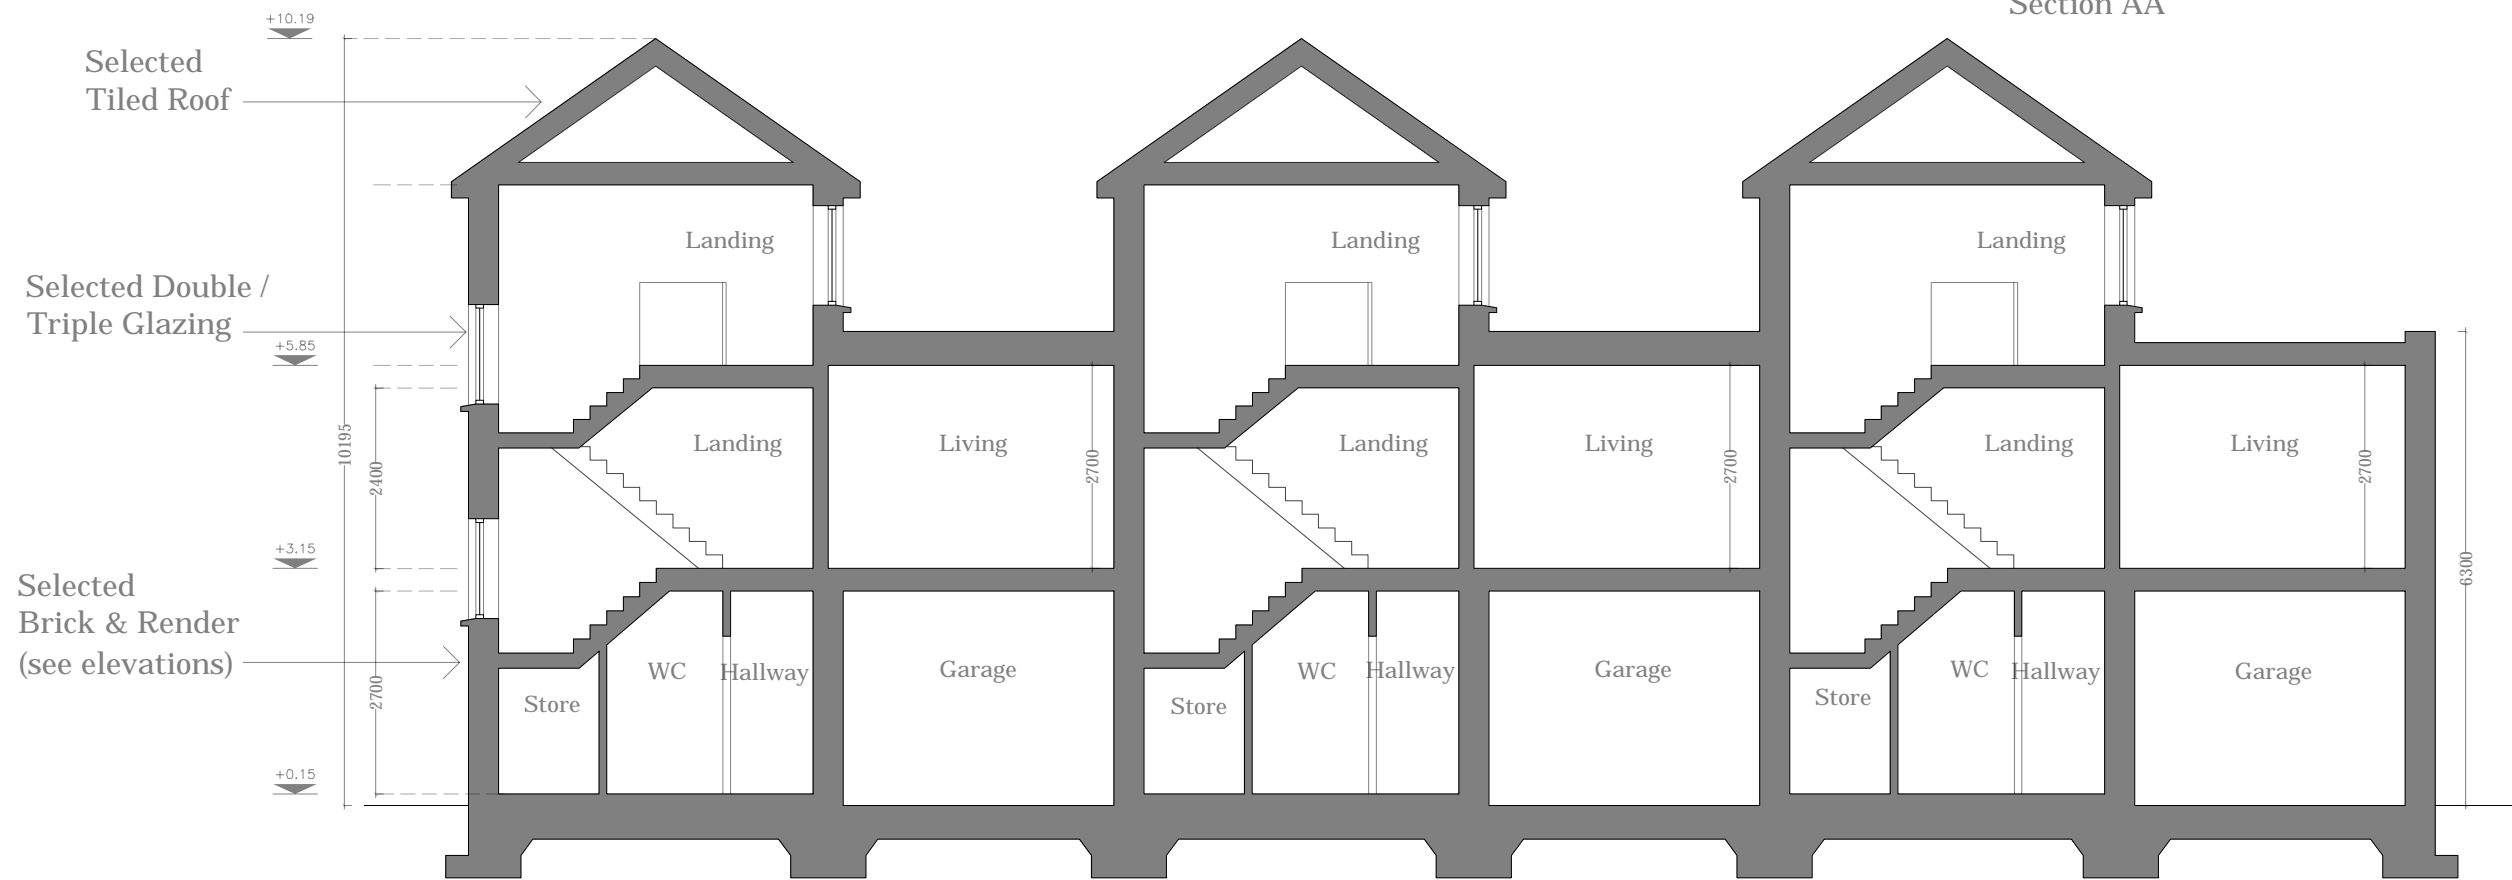 Section AA
+10.19
Selected
Tiled Roof
Landing
Landing
Landing
Selected Double /
Triple Glazing
+5.85
10195
2400
Landing
Living
2700
Landing
Living
2700
Landing
Living
2700
+3.15
6300
Selected
Brick & Render
(see elevations)
2700
Store
WC
Hallway
Garage
Store
WC
Hallway
Garage
Store
WC
Hallway
Garage
+0.15